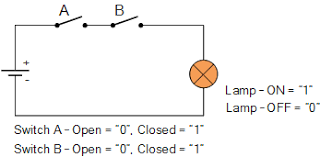 A B
+
-
Lamp - ON = "1"
Lamp - OFF = "0"
Switch A - Open = "0", Closed = "1"
Switch B - Open = "0", Closed = "1"